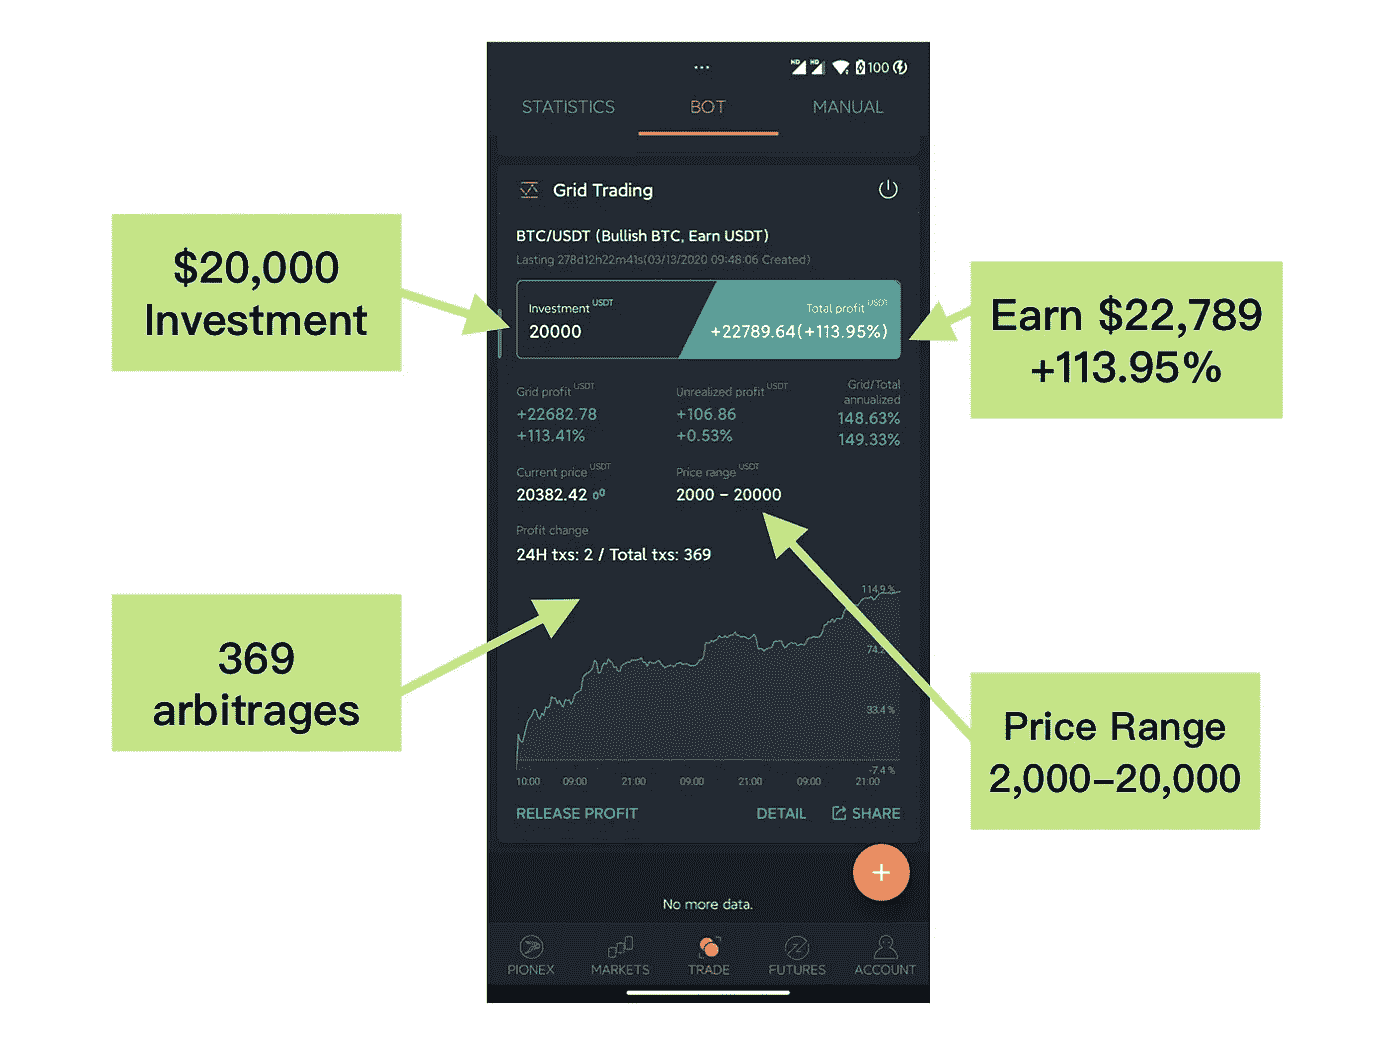 HD HD 100
STATISTICS BOT MANUAL
Grid Trading
BTC/USDT (Bullish BTC, Earn USDT)
Lasting 278d12h22m41s(03/13/2020 09:48:06 Created)
$20,000
Investment
Investment USDT
20000
Total profit USDT
+22789.64(+113.95%)
Earn $22,789
+113.95%
Grid profit USDT
+22682.78
+113.41%
Unrealized profit USDT
+106.86
+0.53%
Grid/Total
annualized
148.63%
149.33%
Current price USDT
20382.42
Price range USDT
2000 - 20000
Profit change
24H txs: 2 / Total txs: 369
369
arbitrages
Price Range
2,000–20,000
114.9%
74.2
33.4%
-7.4%
10:00 09:00 21:00 09:00 21:00 09:00 21:00
RELEASE PROFIT DETAIL SHARE
No more data.
PIONEX MARKETS TRADE FUTURES ACCOUNT